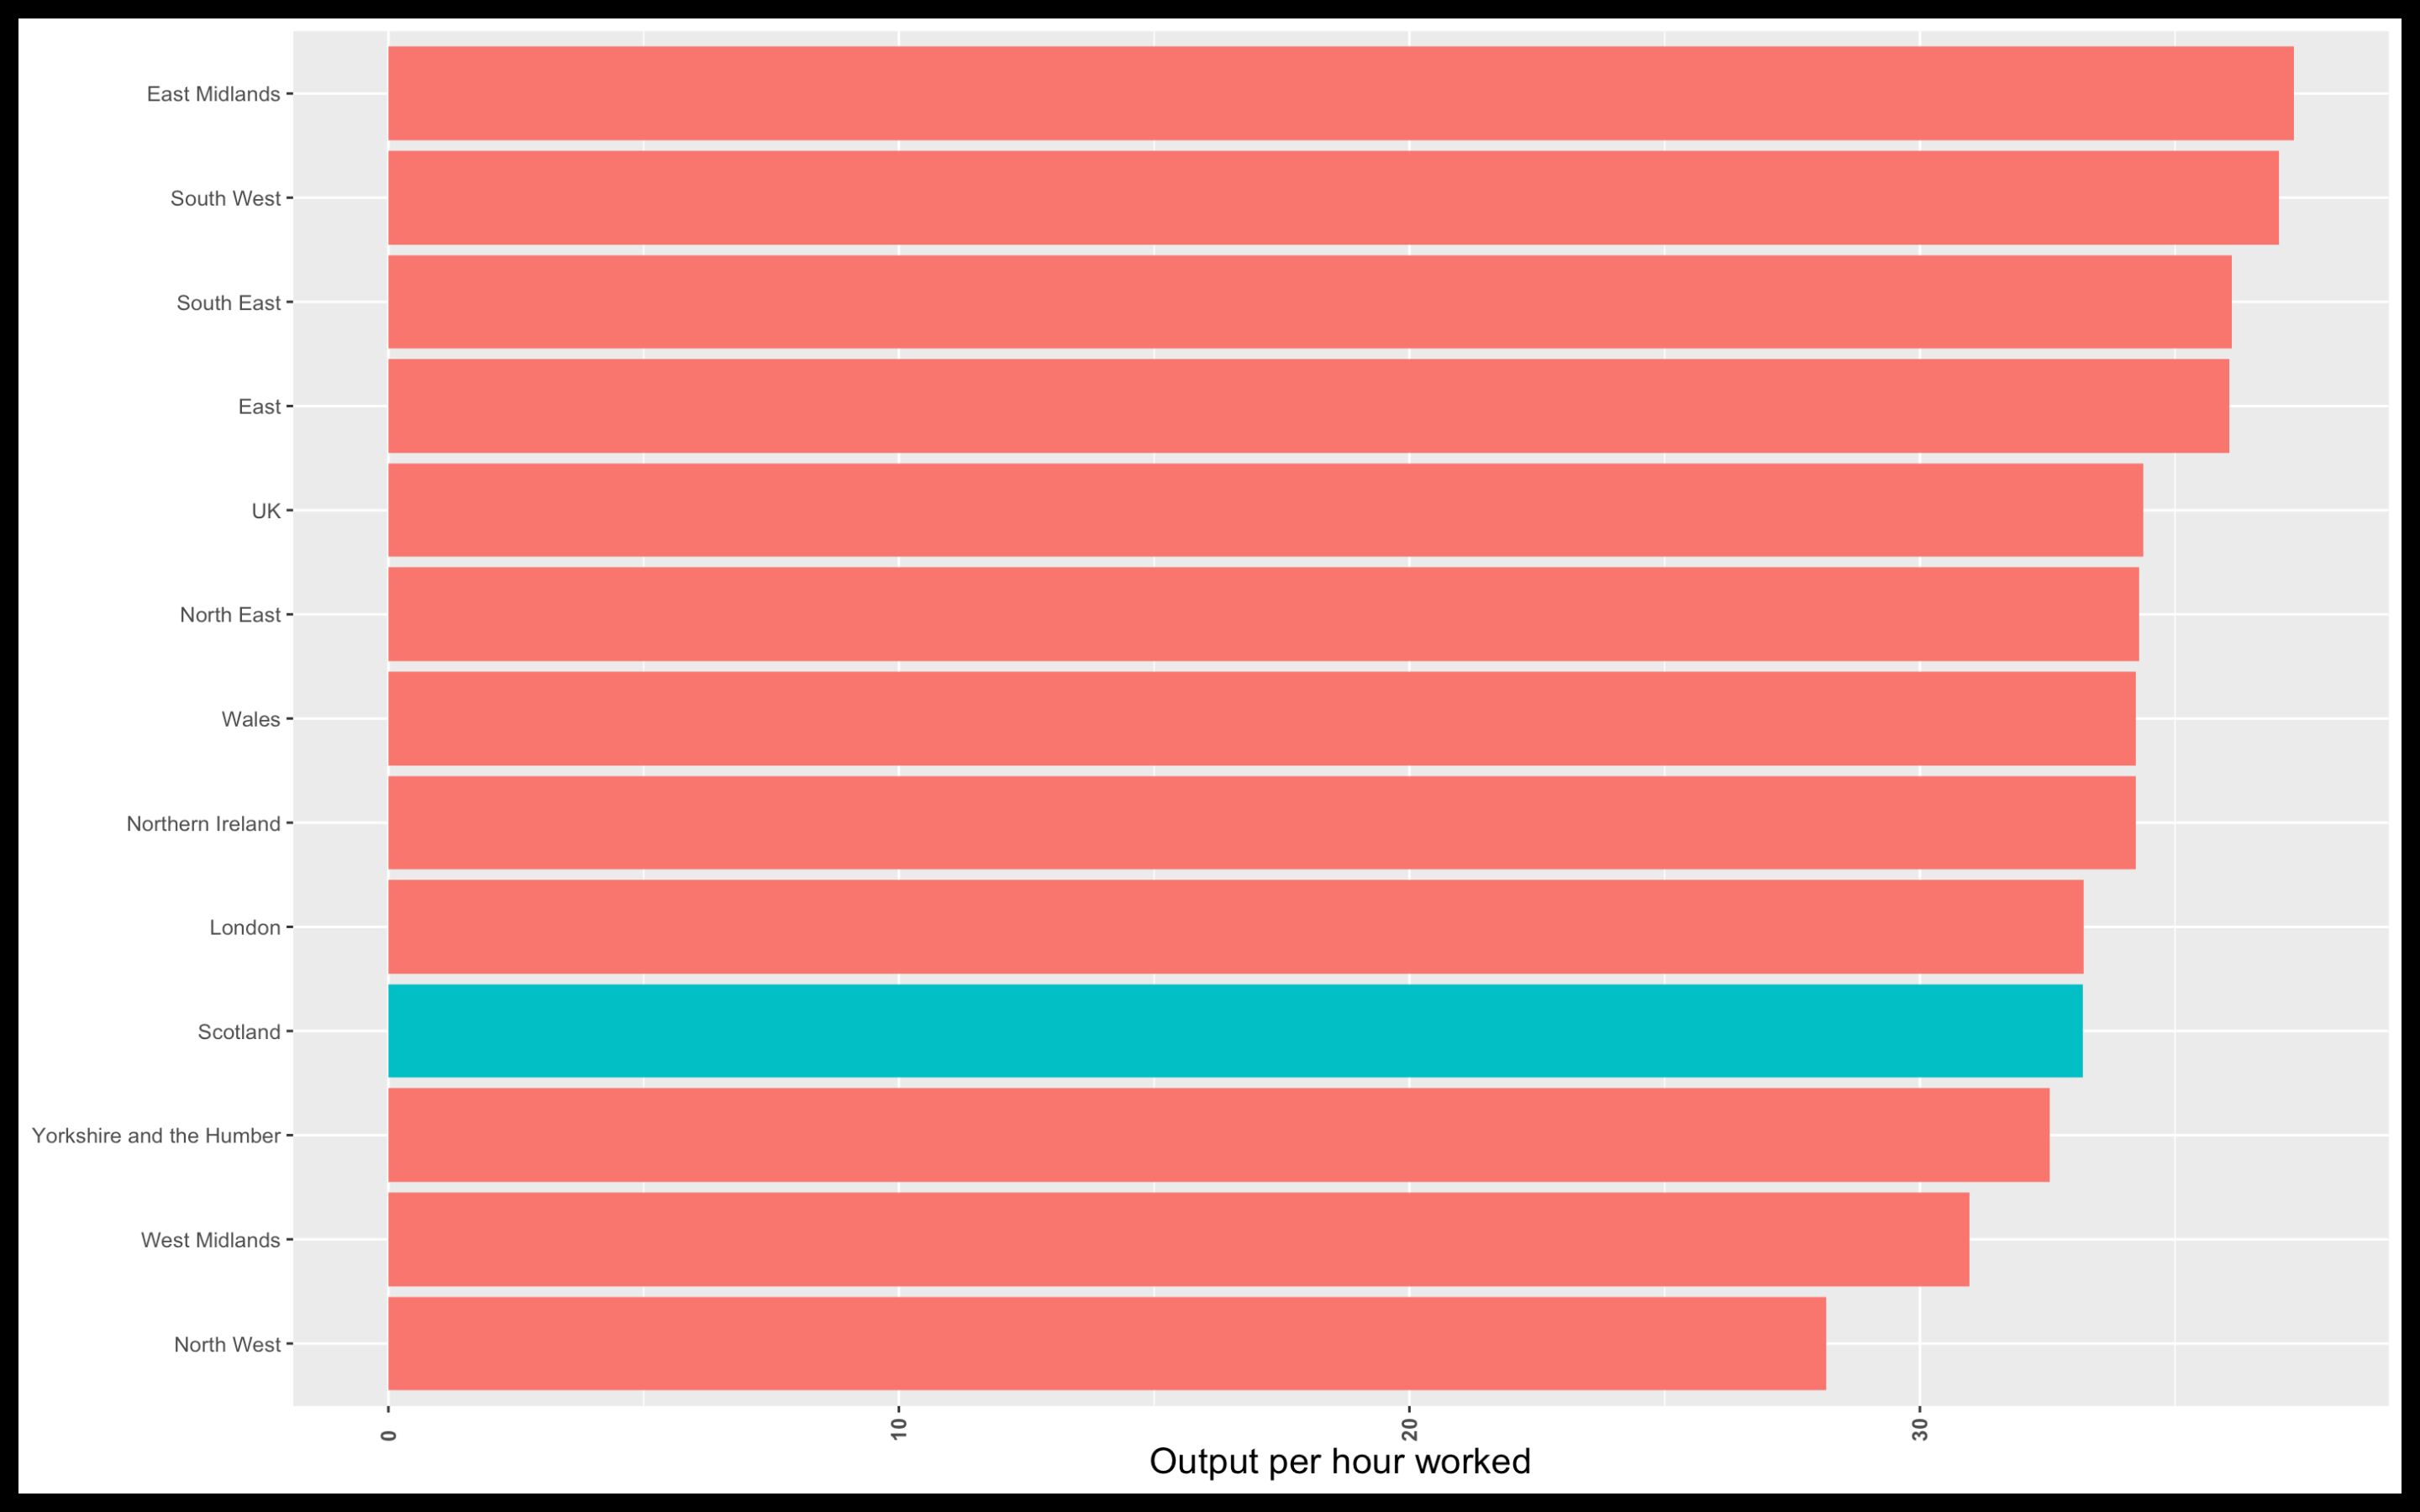 East Midlands
South West
South East
East
UK
North East
Wales
Northern Ireland
London
Scotland
Yorkshire and the Humber
West Midlands
North West
0
10
20
30
Output per hour worked